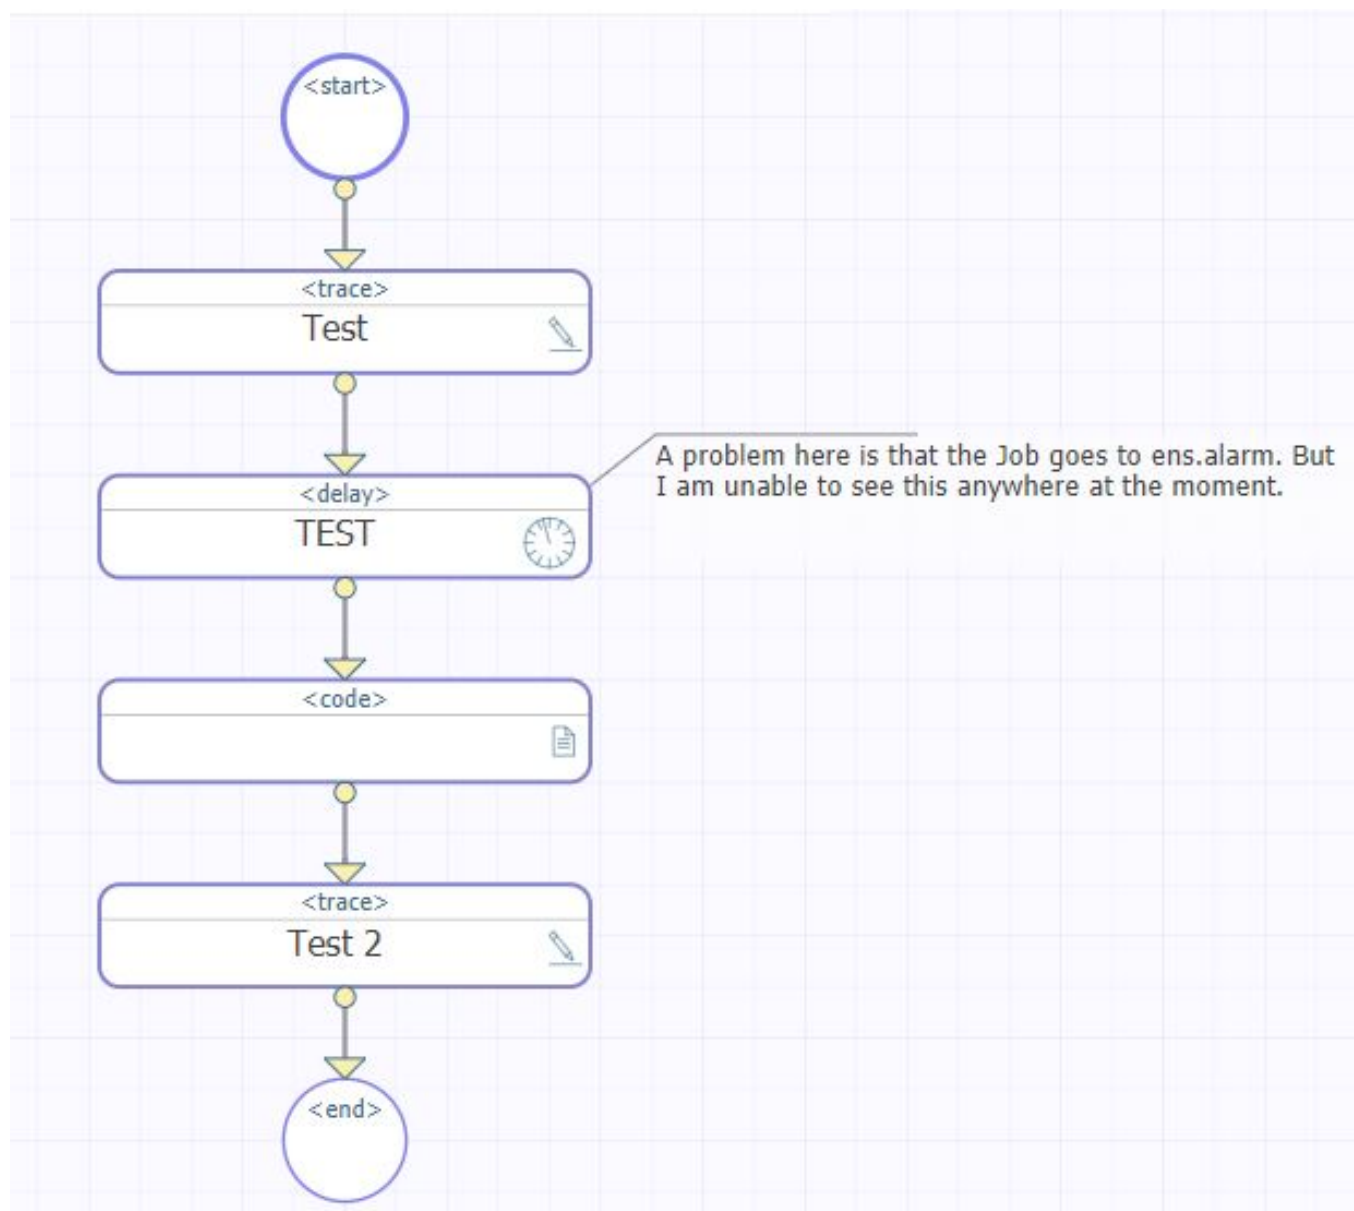 <start>
<trace>
Test
<delay>
TEST
A problem here is that the Job goes to ens.alarm. But
I am unable to see this anywhere at the moment.
<code>
<trace>
Test 2
<end>